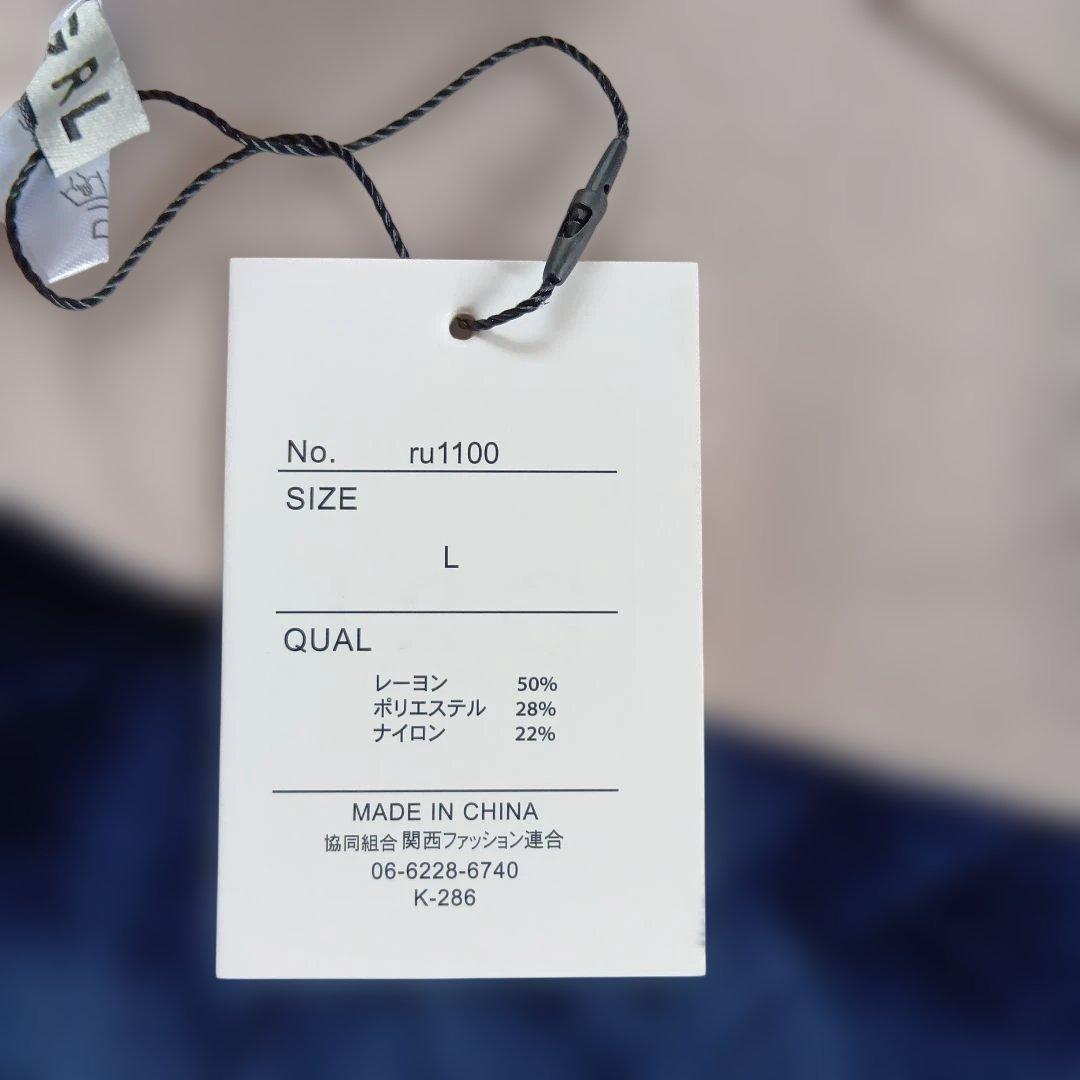 GRL
No. ru1100
SIZE
L
QUAL
レーヨン 50%
ポリエステル 28%
ナイロン 22%
MADE IN CHINA
協同組合 関西ファッション連合
06-6228-6740
K-286